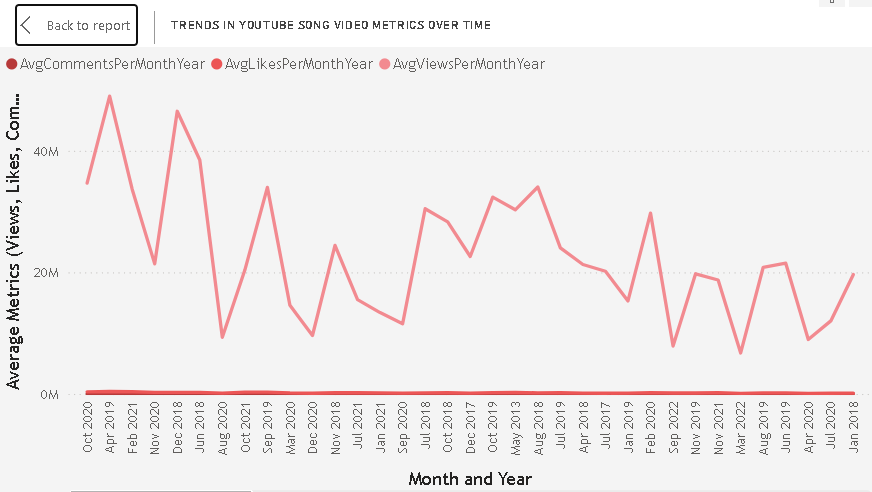 Back to report
TRENDS IN YOUTUBE SONG VIDEO METRICS OVER TIME
AvgCommentsPerMonthYear AvgLikesPerMonthYear AvgViewsPerMonthYear
Average Metrics (Views, Likes, Com...
40M
20M
0M
Oct 2020
Apr 2019
Feb 2021
Nov 2020
Dec 2018
Jun 2018
Aug 2020
Oct 2021
Sep 2019
Mar 2020
Dec 2020
Nov 2018
Jul 2021
Jan 2021
Sep 2020
Jul 2018
Oct 2018
Dec 2017
Oct 2019
May 2013
Aug 2018
Jul 2019
Apr 2018
Jul 2017
Jan 2019
Feb 2020
Sep 2022
Nov 2019
Nov 2021
Mar 2022
Aug 2019
Jun 2019
Apr 2020
Jul 2020
Jan 2018
Month and Year